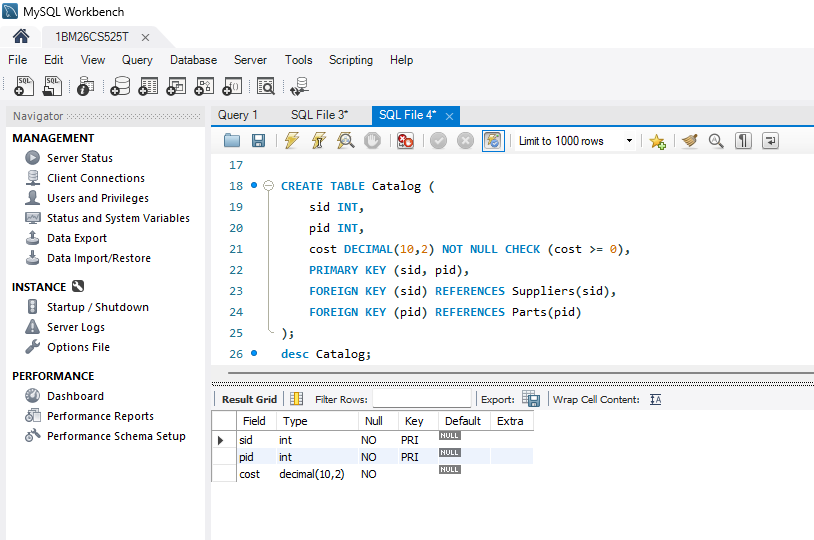 MySQL Workbench
1BM26CS525T
File Edit View Query Database Server Tools Scripting Help
Navigator
MANAGEMENT
Server Status
Client Connections
Users and Privileges
Status and System Variables
Data Export
Data Import/Restore
INSTANCE
Startup / Shutdown
Server Logs
Options File
PERFORMANCE
Dashboard
Performance Reports
Performance Schema Setup
Query 1 SQL File 3* SQL File 4*
Limit to 1000 rows
17
18 CREATE TABLE Catalog (
19 sid INT,
20 pid INT,
21 cost DECIMAL(10,2) NOT NULL CHECK (cost >= 0),
22 PRIMARY KEY (sid, pid),
23 FOREIGN KEY (sid) REFERENCES Suppliers(sid),
24 FOREIGN KEY (pid) REFERENCES Parts(pid)
25 );
26 desc Catalog;
Result Grid Filter Rows: Export: Wrap Cell Content:
Field Type Null Key Default Extra
sid int NO PRI NULL
pid int NO PRI NULL
cost decimal(10,2) NO NULL